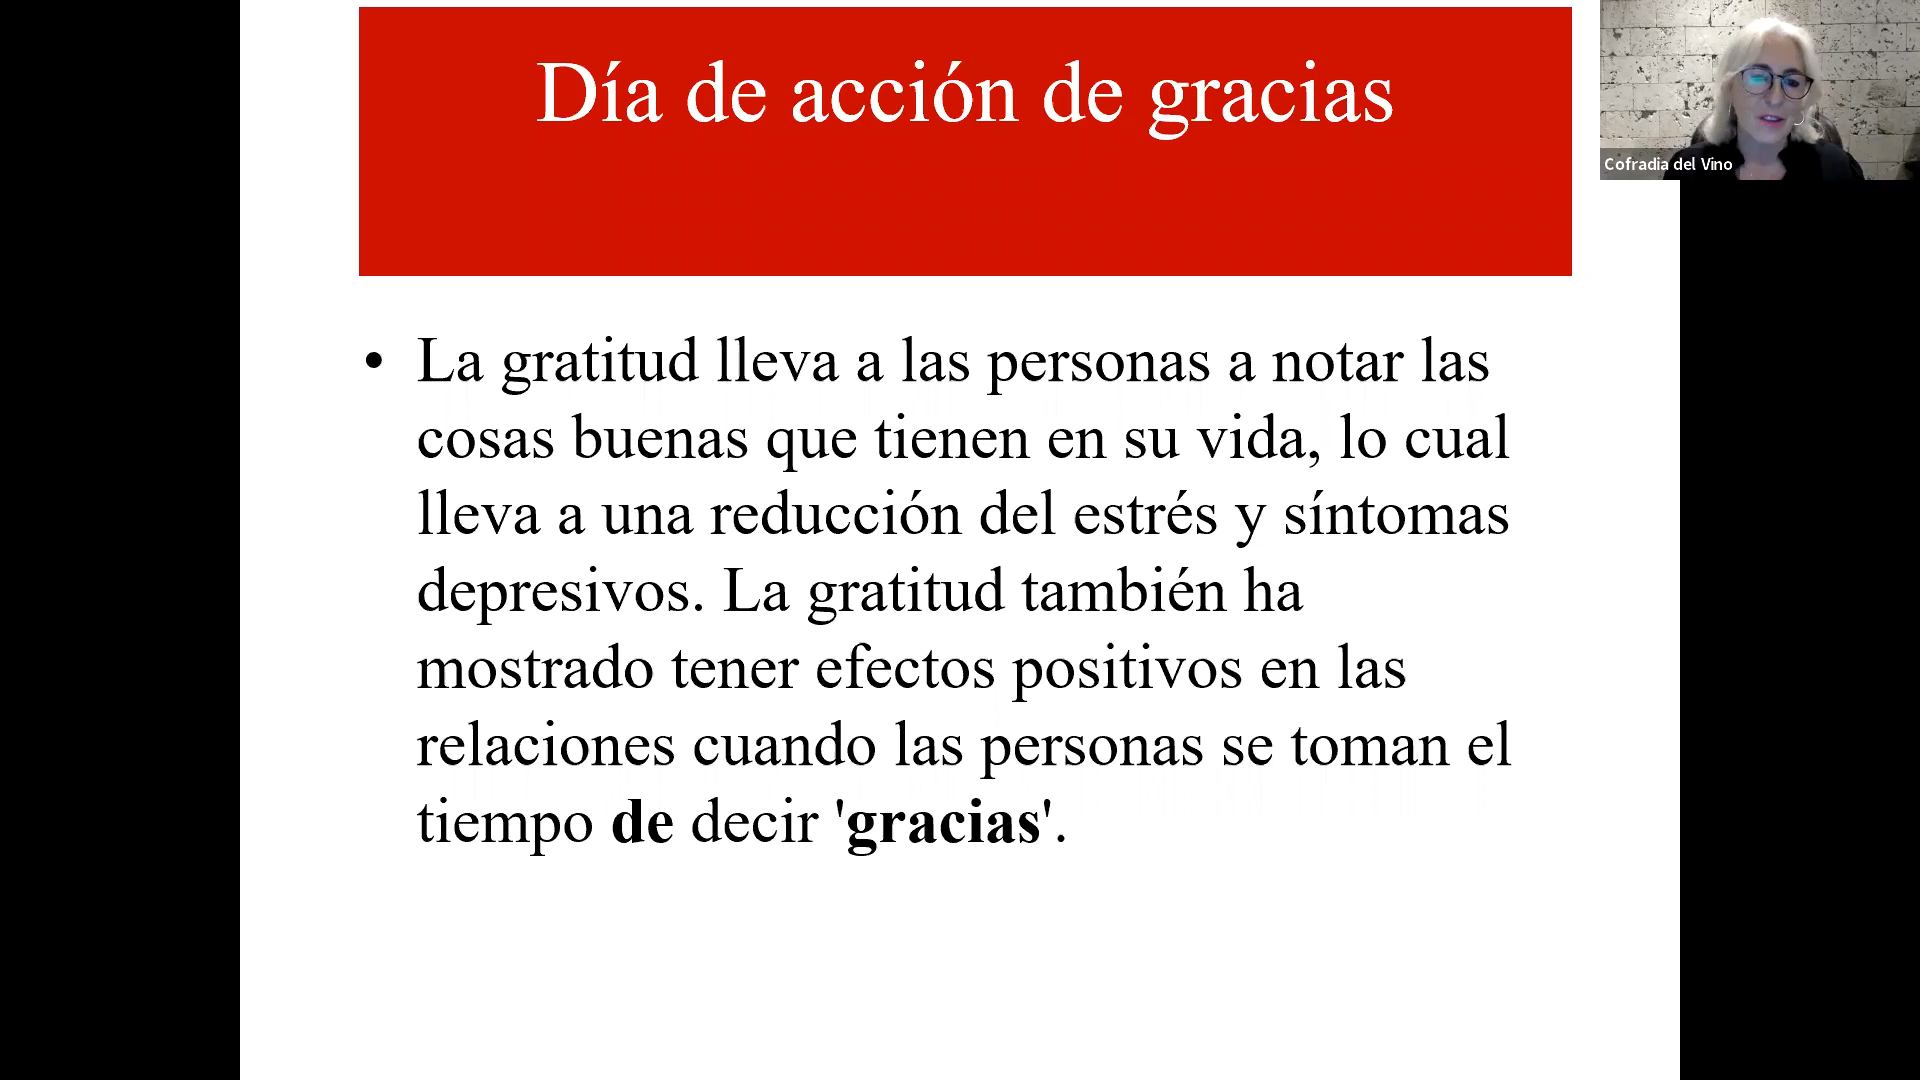 Día de acción de gracias
Cofradia del Vino
• La gratitud lleva a las personas a notar las
cosas buenas que tienen en su vida, lo cual
lleva a una reducción del estrés y síntomas
depresivos. La gratitud también ha
mostrado tener efectos positivos en las
relaciones cuando las personas se toman el
tiempo de decir 'gracias'.